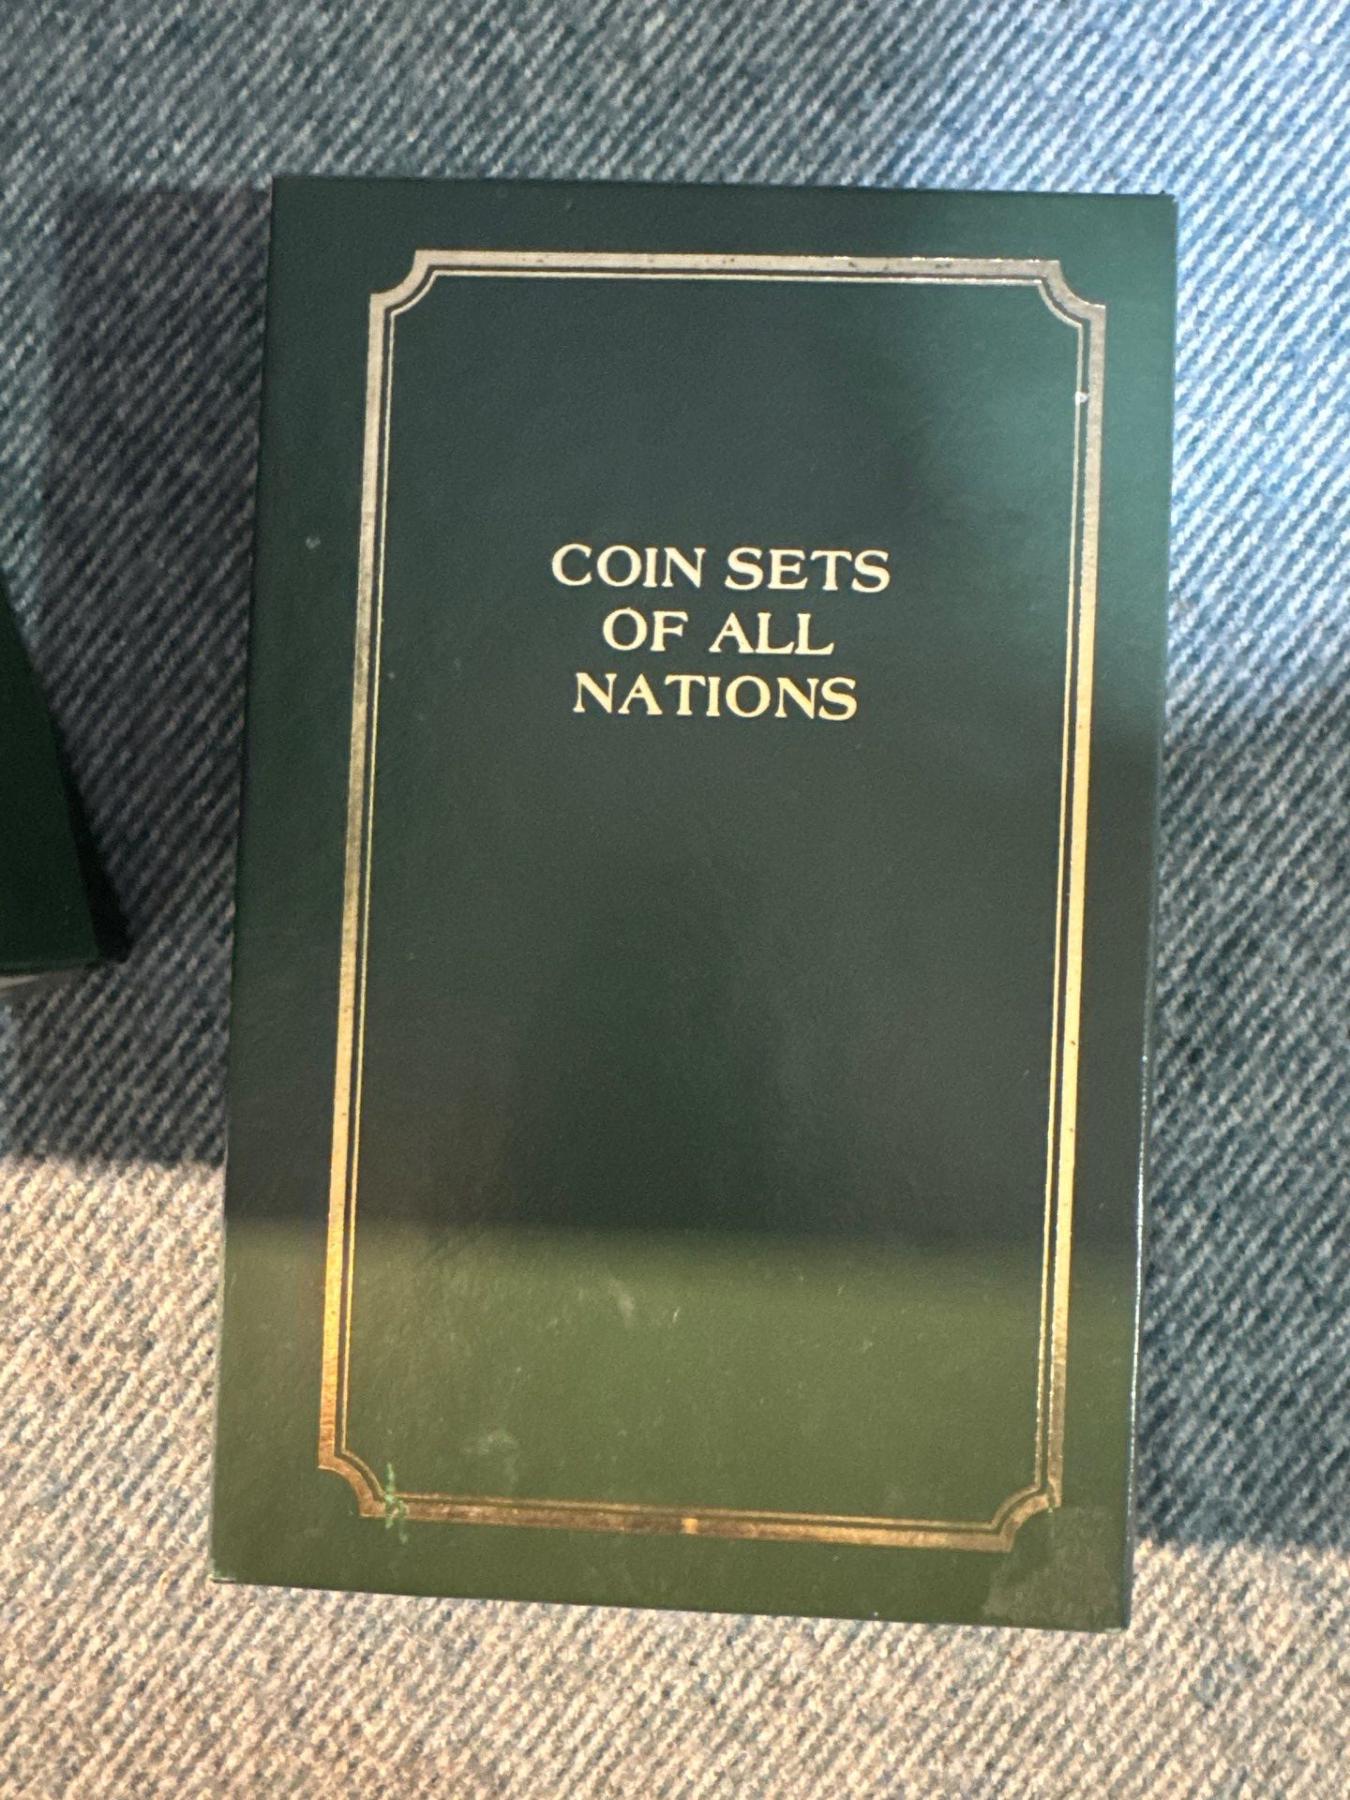 COIN SETS
OF ALL
NATIONS